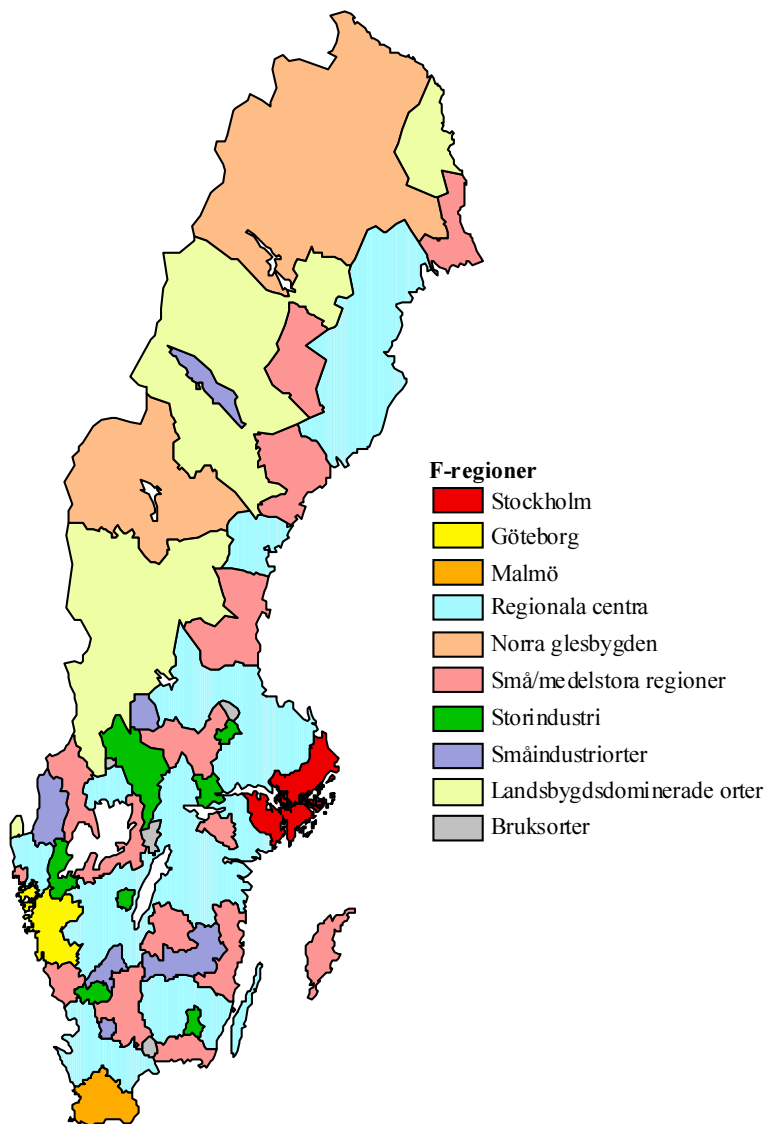 F-regioner
Stockholm
Göteborg
Malmö
Regionala centra
Norra glesbygden
Små/medelstora regioner
Storindustri
Småindustriorter
Landsbygdsdominerade orter
Bruksorter